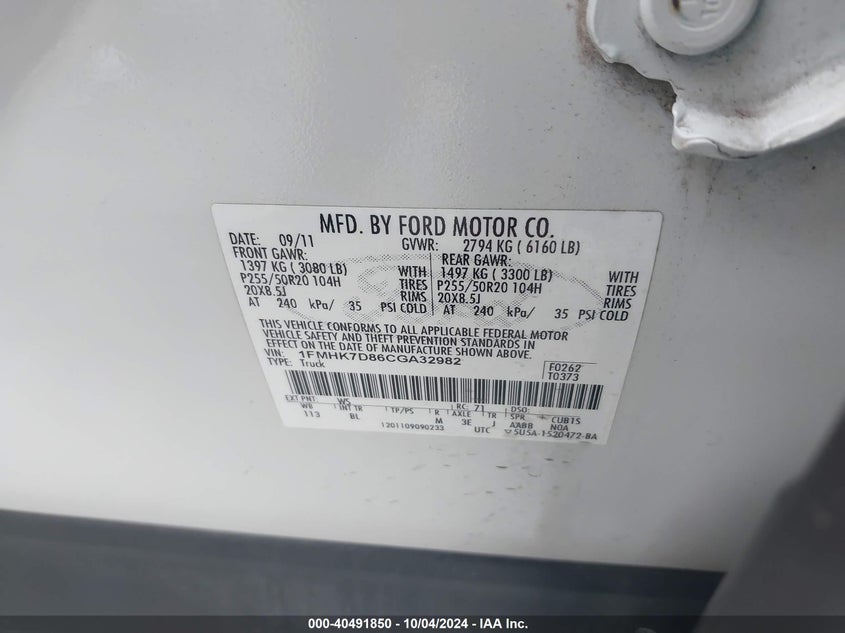 MFD. BY FORD MOTOR CO.
DATE: 09/11 GVWR: 2794 KG ( 6160 LB)
FRONT GAWR: REAR GAWR:
1397 KG ( 3080 LB) WITH 1497 KG ( 3300 LB) WITH
P255/50R20 104H TIRES P255/50R20 104H TIRES
20X8.5J RIMS 20X8.5J RIMS
AT 240 kPa/ 35 PSI COLD AT 240 kPa/ 35 PSI COLD
THIS VEHICLE CONFORMS TO ALL APPLICABLE FEDERAL MOTOR
VEHICLE SAFETY AND THEFT PREVENTION STANDARDS IN
EFFECT ON THE DATE OF MANUFACTURE SHOWN ABOVE.
VIN: 1FMHK7D86CGA32982 F0262
TYPE: Truck T0373
EXT PNT: WS RC: 71 DSO:
WB INT TR TP/PS R AXLE TR SPR CUBTS
113 BL M 3E J AABB NOA
1201109090233 UTC 5U5A-1520472-BA
000-40491850 - 10/04/2024 - IAA Inc.